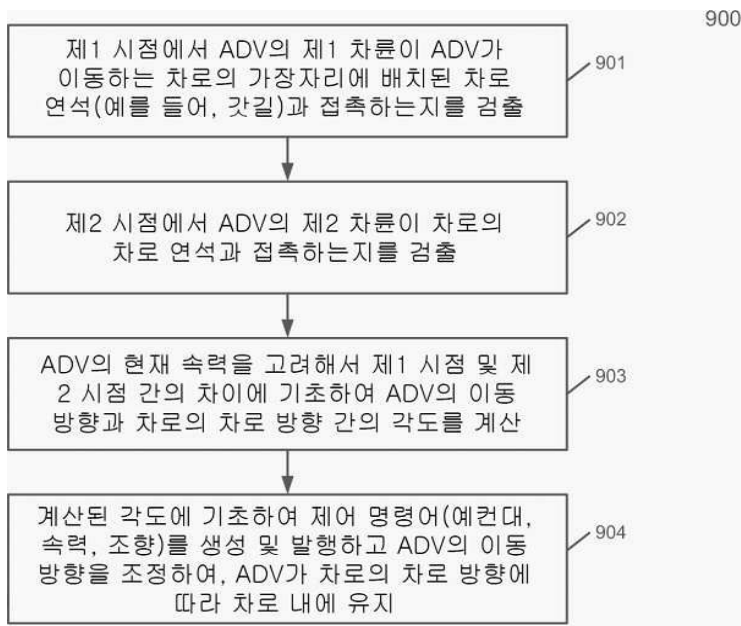 900
제1 시점에서 ADV의 제1 차륜이 ADV가
이동하는 차로의 가장자리에 배치된 차로
연석(예를 들어, 갓길)과 접촉하는지를 검출
901
제2 시점에서 ADV의 제2 차륜이 차로의
차로 연석과 접촉하는지를 검출
902
ADV의 현재 속력을 고려해서 제1 시점 및 제
2 시점 간의 차이에 기초하여 ADV의 이동
방향과 차로의 차로 방향 간의 각도를 계산
903
계산된 각도에 기초하여 제어 명령어(예컨대,
속력, 조향)를 생성 및 발행하고 ADV의 이동
방향을 조정하여, ADV가 차로의 차로 방향에
따라 차로 내에 유지
904